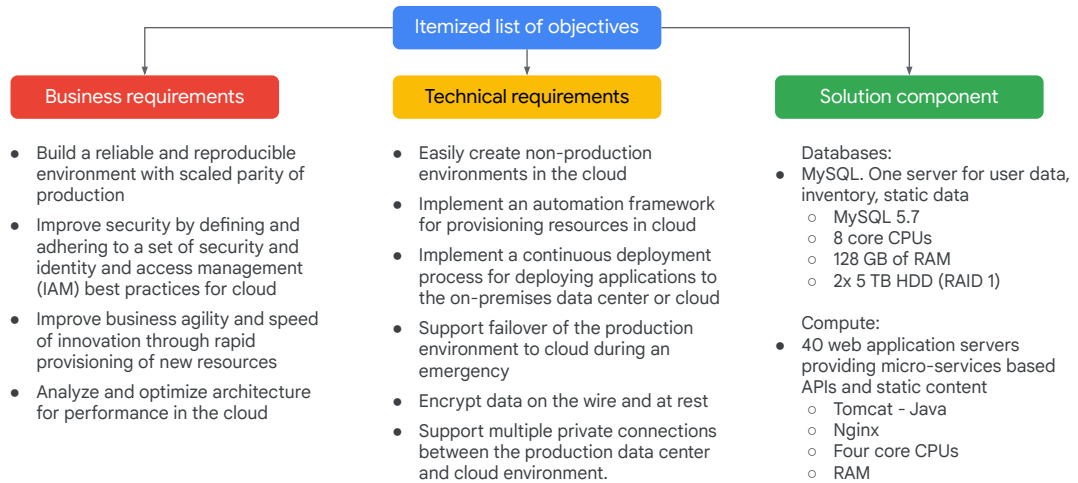 Itemized list of objectives
Business requirements
● Build a reliable and reproducible
environment with scaled parity of
production
● Improve security by defining and
adhering to a set of security and
identity and access management
(IAM) best practices for cloud
● Improve business agility and speed
of innovation through rapid
provisioning of new resources
● Analyze and optimize architecture
for performance in the cloud
Technical requirements
● Easily create non-production
environments in the cloud
● Implement an automation framework
for provisioning resources in cloud
● Implement a continuous deployment
process for deploying applications to
the on-premises data center or cloud
● Support failover of the production
environment to cloud during an
emergency
● Encrypt data on the wire and at rest
● Support multiple private connections
between the production data center
and cloud environment.
Solution component
Databases:
● MySQL. One server for user data,
inventory, static data
○ MySQL 5.7
○ 8 core CPUs
○ 128 GB of RAM
○ 2x 5 TB HDD (RAID 1)
Compute:
● 40 web application servers
providing micro-services based
APIs and static content
○ Tomcat - Java
○ Nginx
○ Four core CPUs
○ RAM